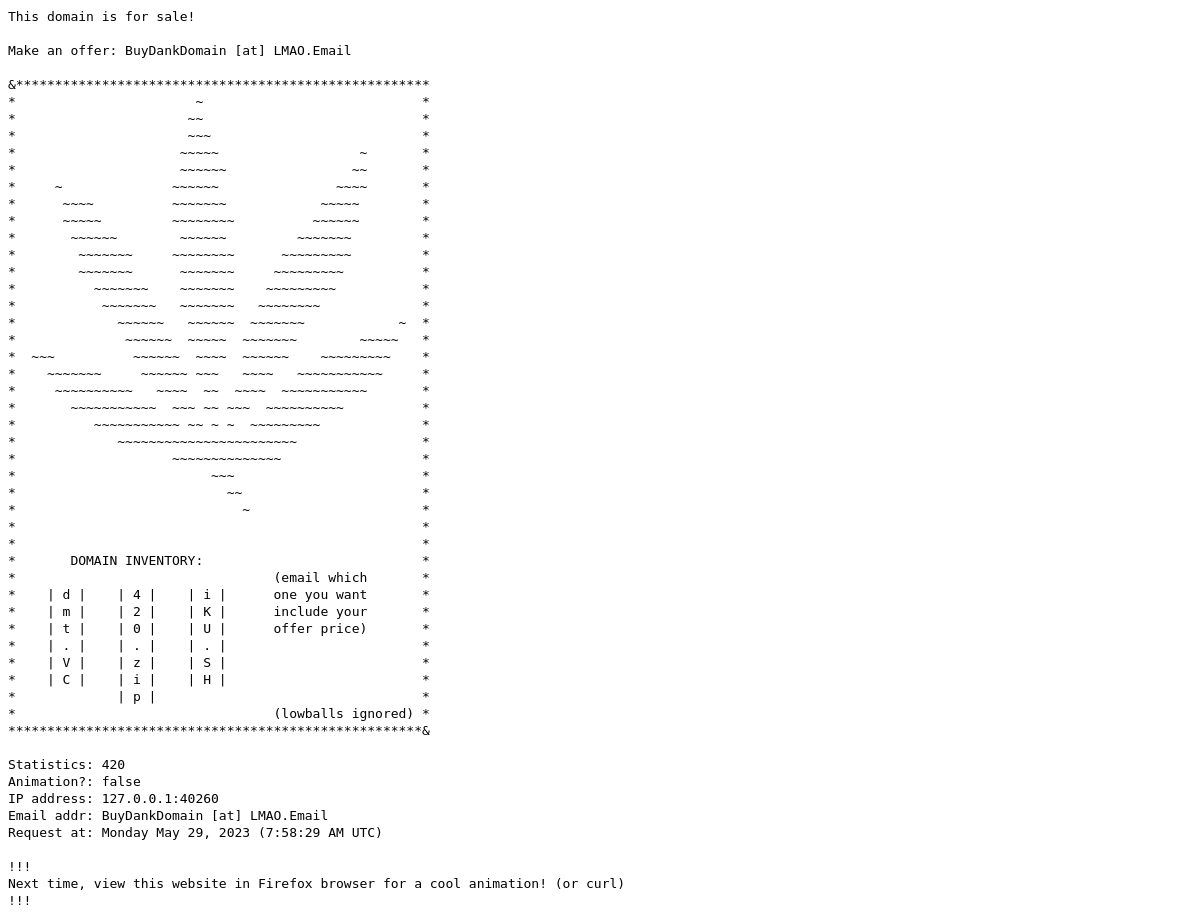 This domain is for sale!
Make an offer: BuyDankDomain [at] LMAO.Email
&*****************************************************
*                       ~                            *
*                      ~~                            *
*                      ~~~                           *
*                     ~~~~~                  ~       *
*                     ~~~~~~                ~~       *
*     ~              ~~~~~~               ~~~~       *
*      ~~~~          ~~~~~~~            ~~~~~        *
*      ~~~~~         ~~~~~~~~          ~~~~~~        *
*       ~~~~~~        ~~~~~~         ~~~~~~~         *
*        ~~~~~~~     ~~~~~~~~      ~~~~~~~~~         *
*        ~~~~~~~      ~~~~~~~     ~~~~~~~~~          *
*          ~~~~~~~    ~~~~~~~    ~~~~~~~~~           *
*           ~~~~~~~   ~~~~~~~   ~~~~~~~~             *
*             ~~~~~~   ~~~~~~  ~~~~~~~            ~  *
*              ~~~~~~  ~~~~~  ~~~~~~~        ~~~~~   *
*  ~~~          ~~~~~~  ~~~~  ~~~~~~    ~~~~~~~~~    *
*    ~~~~~~~     ~~~~~~ ~~~   ~~~~   ~~~~~~~~~~~     *
*     ~~~~~~~~~~   ~~~~  ~~  ~~~~  ~~~~~~~~~~~       *
*       ~~~~~~~~~~~  ~~~ ~~ ~~~  ~~~~~~~~~~          *
*          ~~~~~~~~~~~ ~~ ~ ~  ~~~~~~~~~             *
*             ~~~~~~~~~~~~~~~~~~~~~~~                *
*                    ~~~~~~~~~~~~~~                  *
*                         ~~~                        *
*                           ~~                       *
*                             ~                      *
*                                                    *
*                                                    *
*       DOMAIN INVENTORY:                            *
*                                 (email which       *
*    | d |    | 4 |    | i |      one you want       *
*    | m |    | 2 |    | K |      include your       *
*    | t |    | 0 |    | U |      offer price)       *
*    | . |    | . |    | . |                         *
*    | V |    | z |    | S |                         *
*    | C |    | i |    | H |                         *
*             | p |                                  *
*                                 (lowballs ignored) *
*****************************************************&
Statistics: 420
Animation?: false
IP address: 127.0.0.1:40260
Email addr: BuyDankDomain [at] LMAO.Email
Request at: Monday May 29, 2023 (7:58:29 AM UTC)
!!!
Next time, view this website in Firefox browser for a cool animation! (or curl)
!!!